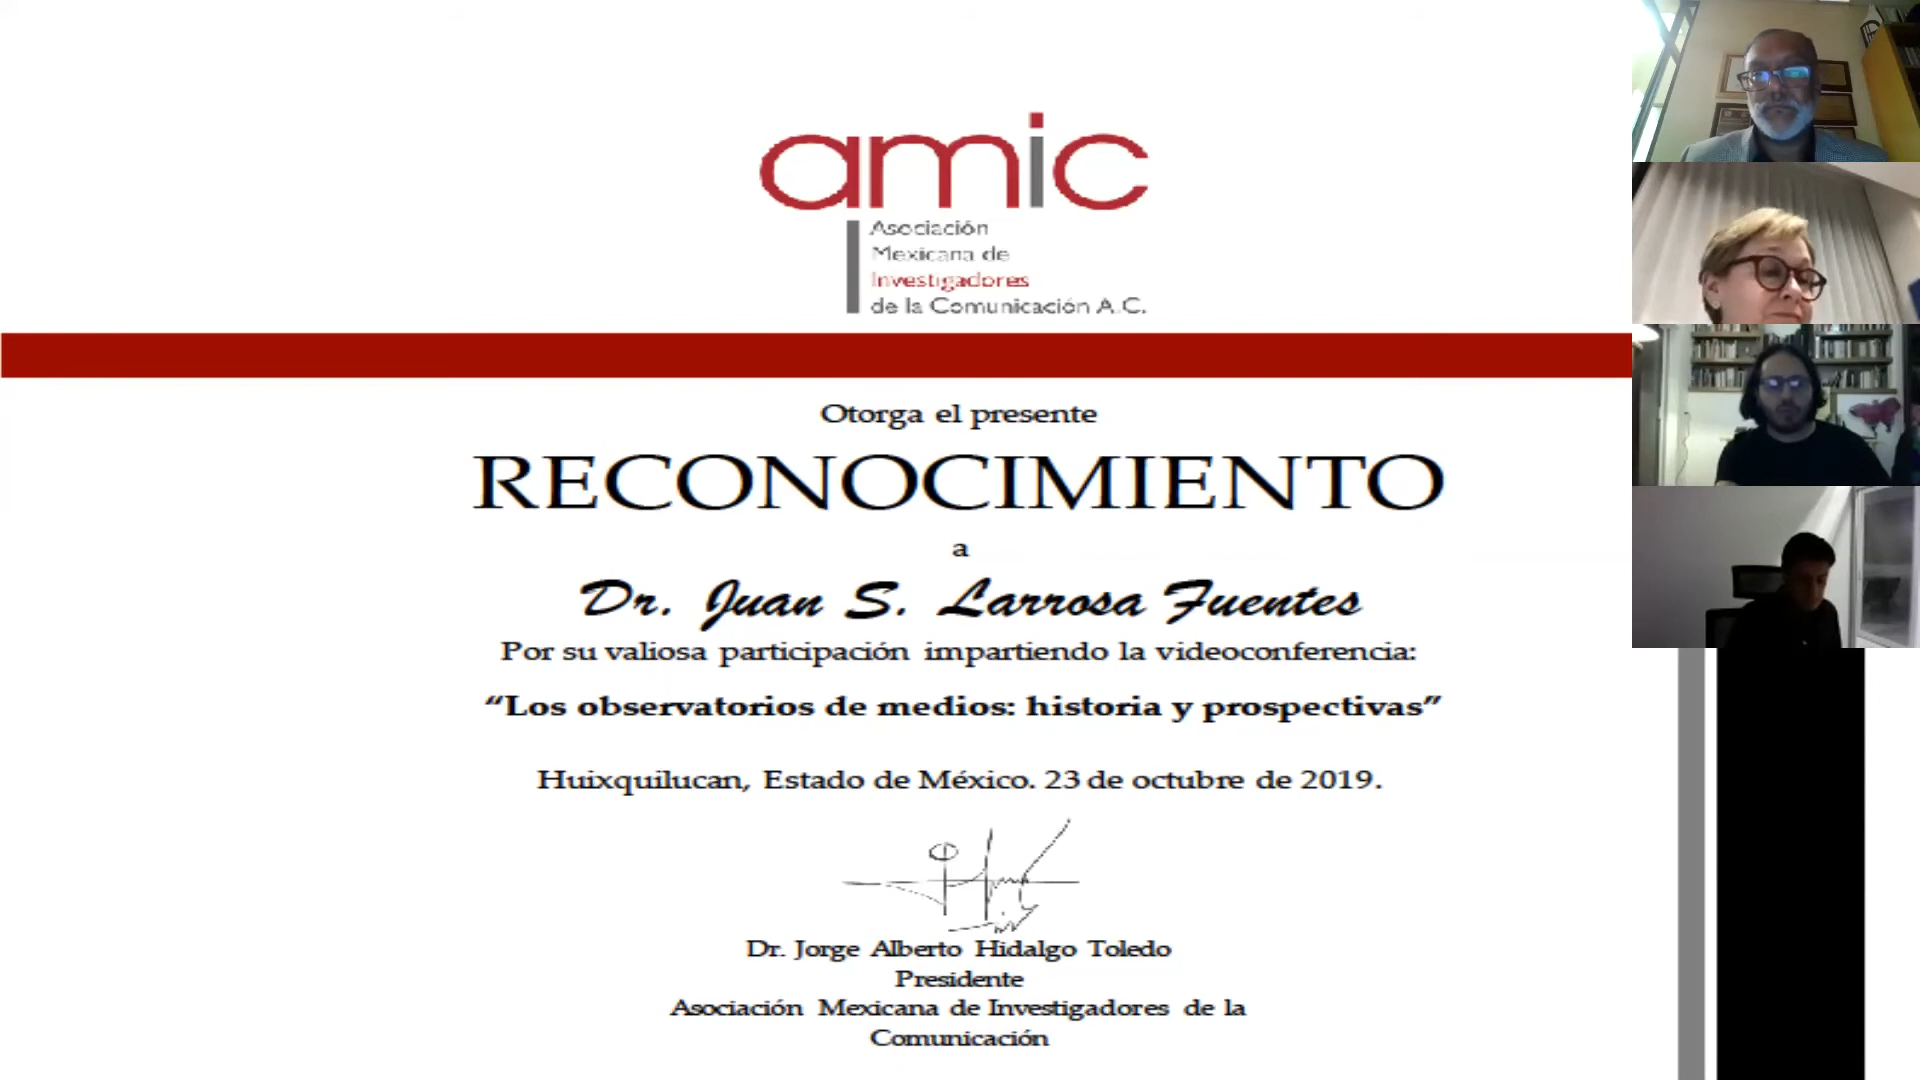 amic
Asociación
Mexicana de
Investigadores
de la Comunicación A.C.
Otorga el presente
RECONOCIMIENTO
a
Dr. Juan S. Larrosa Fuentes
Por su valiosa participación impartiendo la videoconferencia:
“Los observatorios de medios: historia y prospectivas”
Huixquilucan, Estado de México. 23 de octubre de 2019.
Dr. Jorge Alberto Hidalgo Toledo
Presidente
Asociación Mexicana de Investigadores de la
Comunicación